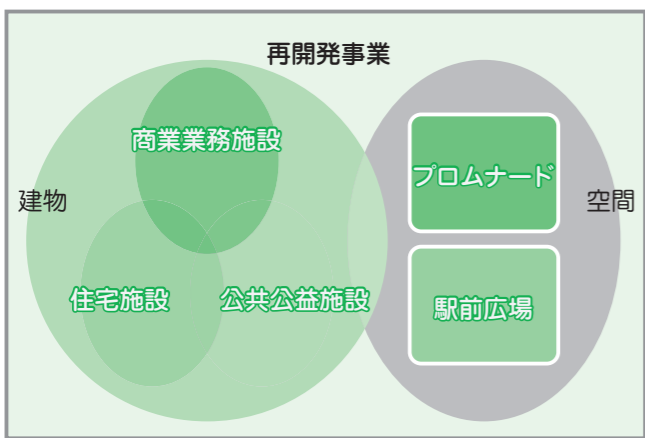 再開発事業
商業業務施設
プロムナード
建物
空間
住宅施設
公共公益施設
駅前広場